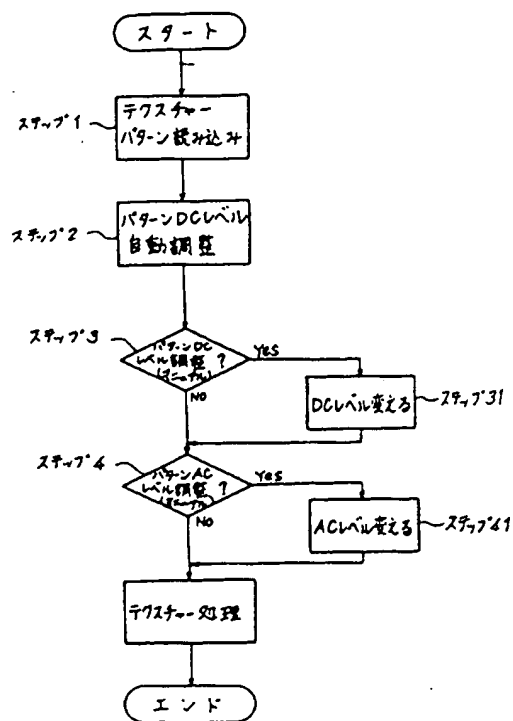 スタート
ステップ1
テクスチャー
パターン読み込み
ステップ2
パターンDCレベル
自動調整
ステップ3
パターンDC
レベル調整
(マニュアル)
?
Yes
NO
DCレベル変える
ステップ31
ステップ4
パターンAC
レベル調整
(マニュアル)
?
Yes
NO
ACレベル変える
ステップ41
テクスチャー処理
エンド